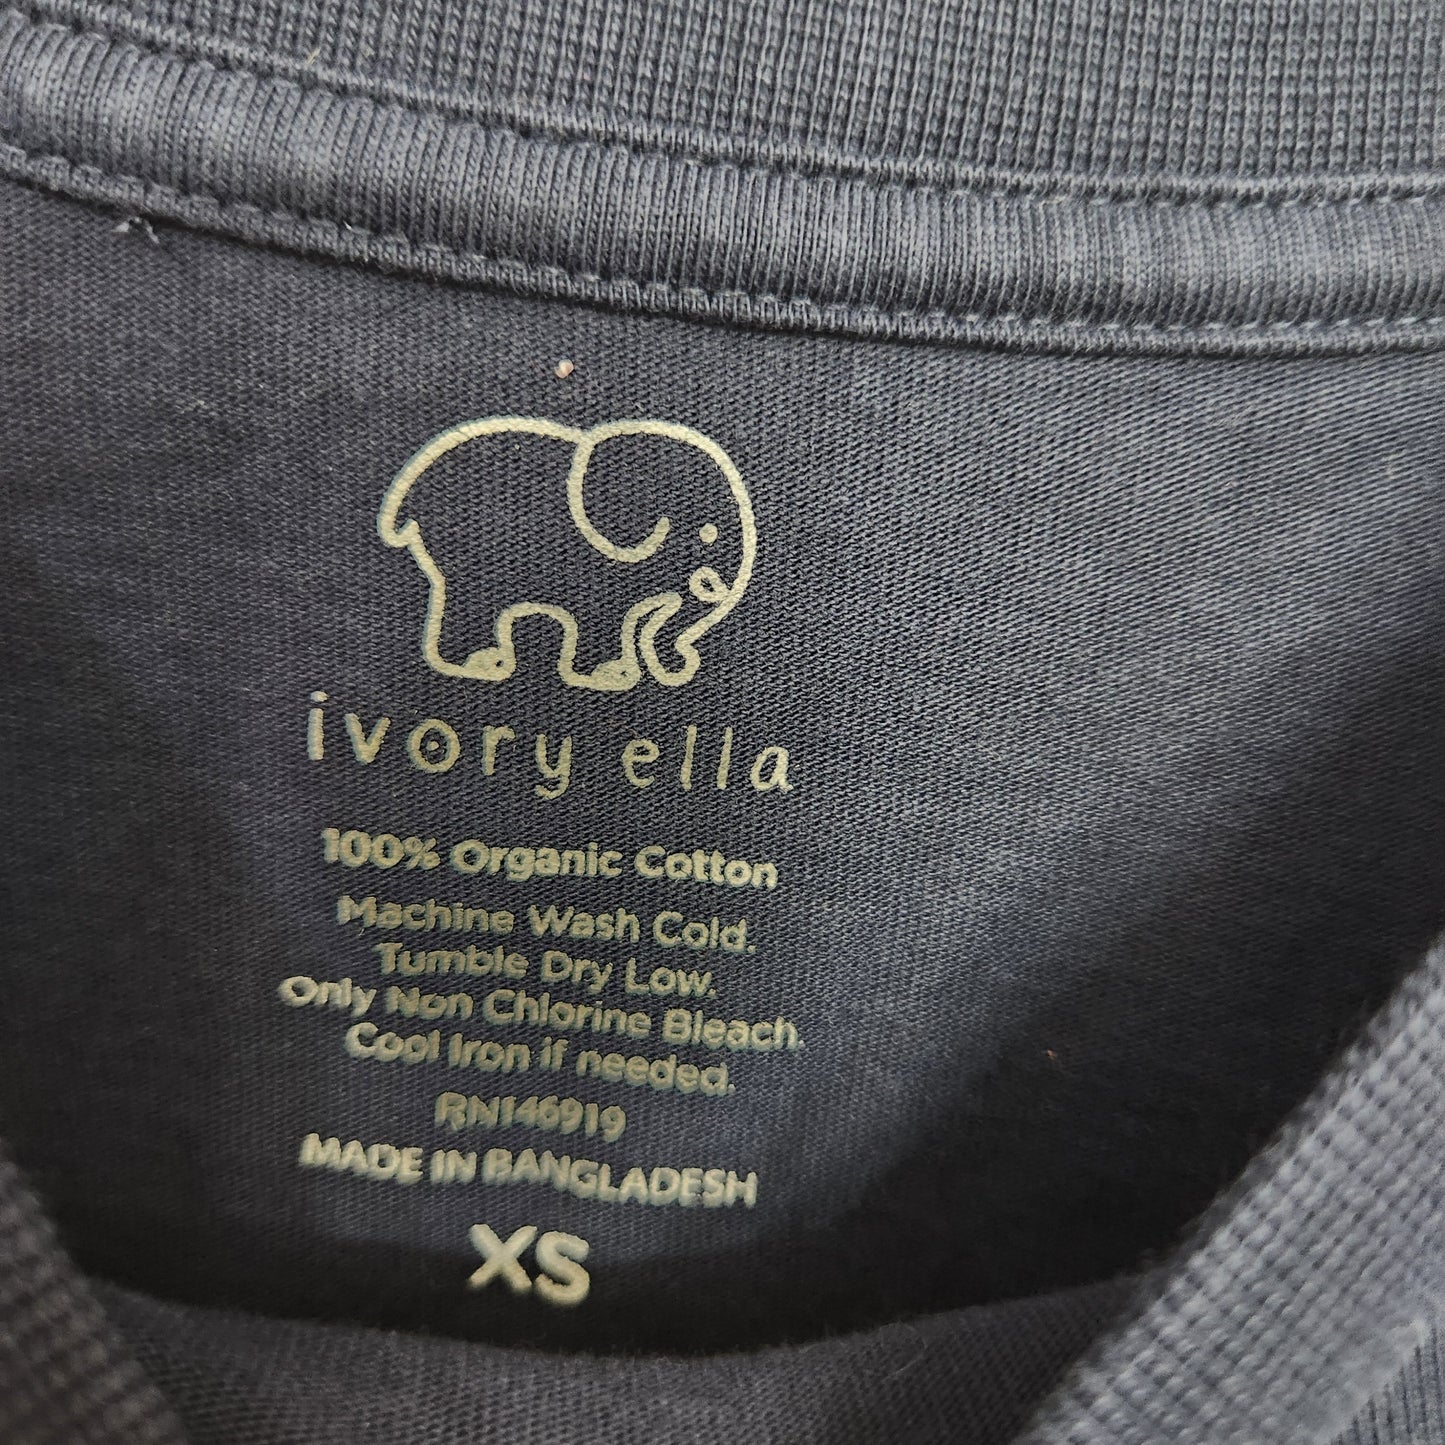 ivory ella
100% Organic Cotton
Machine Wash Cold.
Tumble Dry Low.
Only Non Chlorine Bleach.
Cool Iron if needed.
RN146919
MADE IN BANGLADESH
XS